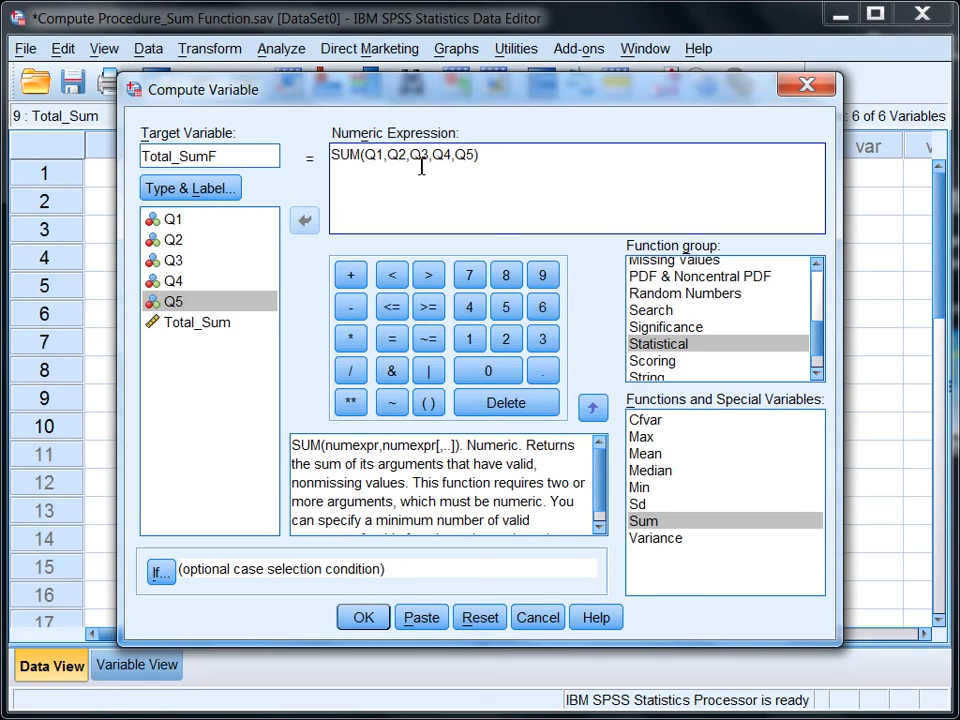 *Compute Procedure_Sum Function.sav [DataSet0] - IBM SPSS Statistics Data Editor
File Edit View Data Transform Analyze Direct Marketing Graphs Utilities Add-ons Window Help
Compute Variable
9 : Total_Sum
: 6 of 6 Variables
var
v
Target Variable:
Total_SumF
=
Numeric Expression:
SUM(Q1,Q2,Q3,Q4,Q5)
Type & Label...
Q1
Q2
Q3
Q4
Q5
Total_Sum
+ < > 7 8 9
- <= >= 4 5 6
* = ~= 1 2 3
/ & | 0 .
** ~ ( ) Delete
Function group:
Missing Values
PDF & Noncentral PDF
Random Numbers
Search
Significance
Statistical
Scoring
String
Functions and Special Variables:
Cfvar
Max
Mean
Median
Min
Sd
Sum
Variance
SUM(numexpr,numexpr[,..]). Numeric. Returns
the sum of its arguments that have valid,
nonmissing values. This function requires two or
more arguments, which must be numeric. You
can specify a minimum number of valid
If... (optional case selection condition)
OK Paste Reset Cancel Help
1
2
3
4
5
6
7
8
9
10
11
12
13
14
15
16
17
Data View Variable View
IBM SPSS Statistics Processor is ready